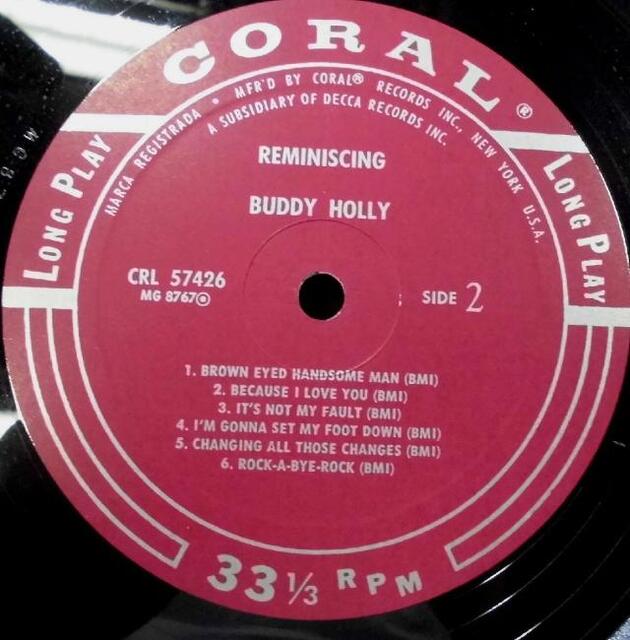 CORAL®
MARCA REGISTRADA • MFR'D BY CORAL® RECORDS INC., NEW YORK U.S.A.
A SUBSIDIARY OF DECCA RECORDS INC.
LONG PLAY
LONG PLAY
REMINISCING
BUDDY HOLLY
CRL 57426
MG 8767
SIDE 2
1. BROWN EYED HANDSOME MAN (BMI)
2. BECAUSE I LOVE YOU (BMI)
3. IT'S NOT MY FAULT (BMI)
4. I'M GONNA SET MY FOOT DOWN (BMI)
5. CHANGING ALL THOSE CHANGES (BMI)
6. ROCK-A-BYE-ROCK (BMI)
33 1/3 RPM